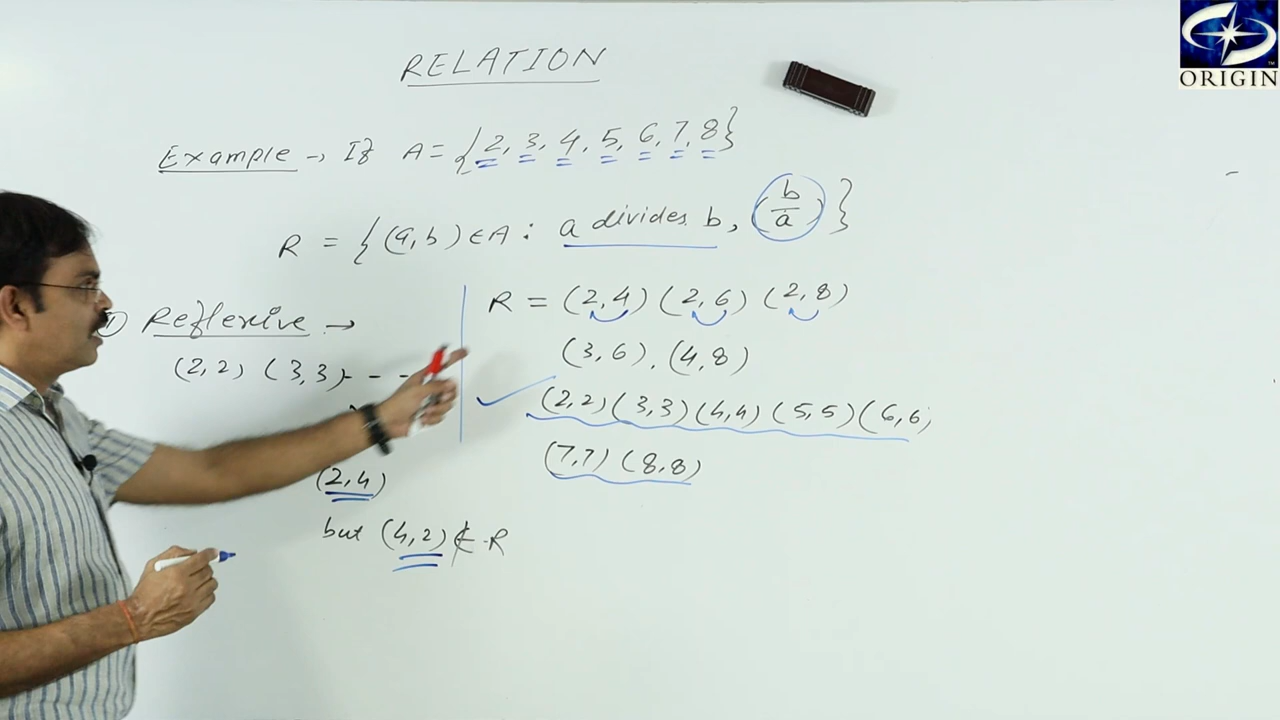 ORIGIN
RELATION
Example → If A = {2, 3, 4, 5, 6, 7, 8}
R = {(a, b) ∈ A : a divides b, (b/a)}
① Reflexive →
(2,2) (3,3) - - -
(2,4)
but (4,2) ∉ R
R = (2,4) (2,6) (2,8)
(3,6), (4,8)
(2,2) (3,3) (4,4) (5,5) (6,6)
(7,7) (8,8)